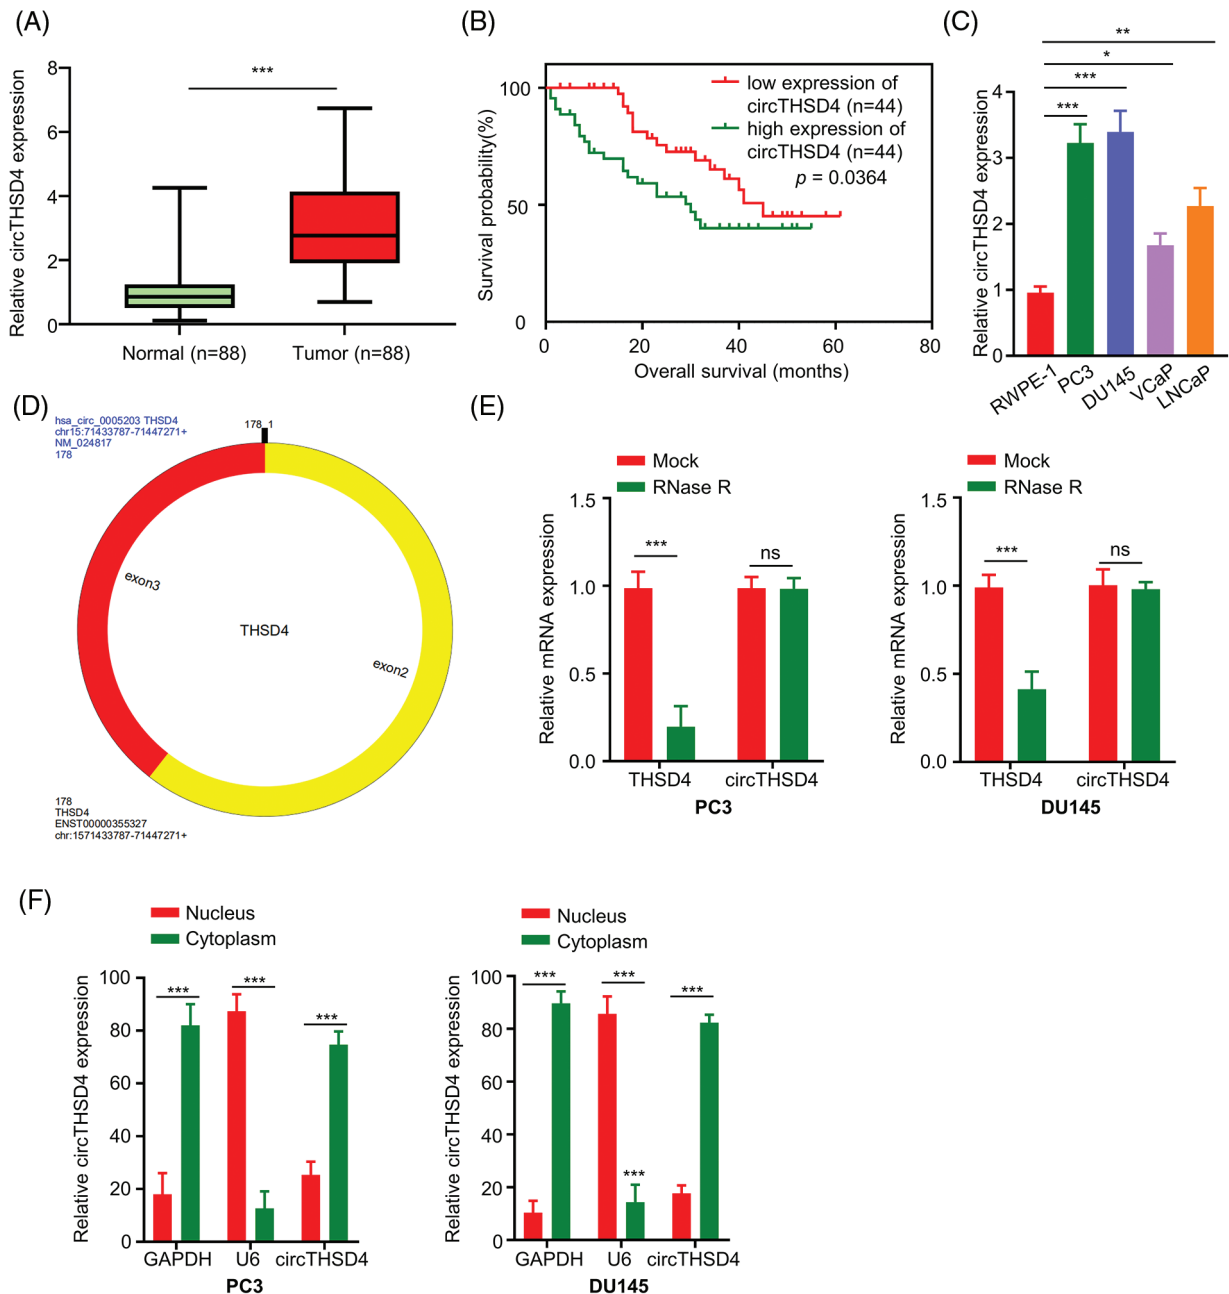 (A)
***
Relative circTHSD4 expression
8
6
4
2
0
Normal (n=88)
Tumor (n=88)
(B)
low expression of
circTHSD4 (n=44)
high expression of
circTHSD4 (n=44)
p = 0.0364
Survival probability(%)
100
50
0
0
20
40
60
80
Overall survival (months)
(C)
**
*
***
***
Relative circTHSD4 expression
4
3
2
1
0
RWPE-1
PC3
DU145
VCaP
LNCaP
(D)
hsa_circ_0005203 THSD4
chr15:71433787-71447271+
NM_024817
178
178 1
exon3
THSD4
exon2
178
THSD4
ENST00000355327
chr:1571433787-71447271+
(E)
Mock
RNase R
Relative mRNA expression
1.5
1.0
0.5
0.0
***
ns
THSD4
circTHSD4
PC3
Mock
RNase R
Relative mRNA expression
1.5
1.0
0.5
0.0
***
ns
THSD4
circTHSD4
DU145
(F)
Nucleus
Cytoplasm
Relative circTHSD4 expression
100
80
60
40
20
0
***
***
***
GAPDH
U6
circTHSD4
PC3
Nucleus
Cytoplasm
Relative circTHSD4 expression
100
80
60
40
20
0
***
***
***
***
GAPDH
U6
circTHSD4
DU145